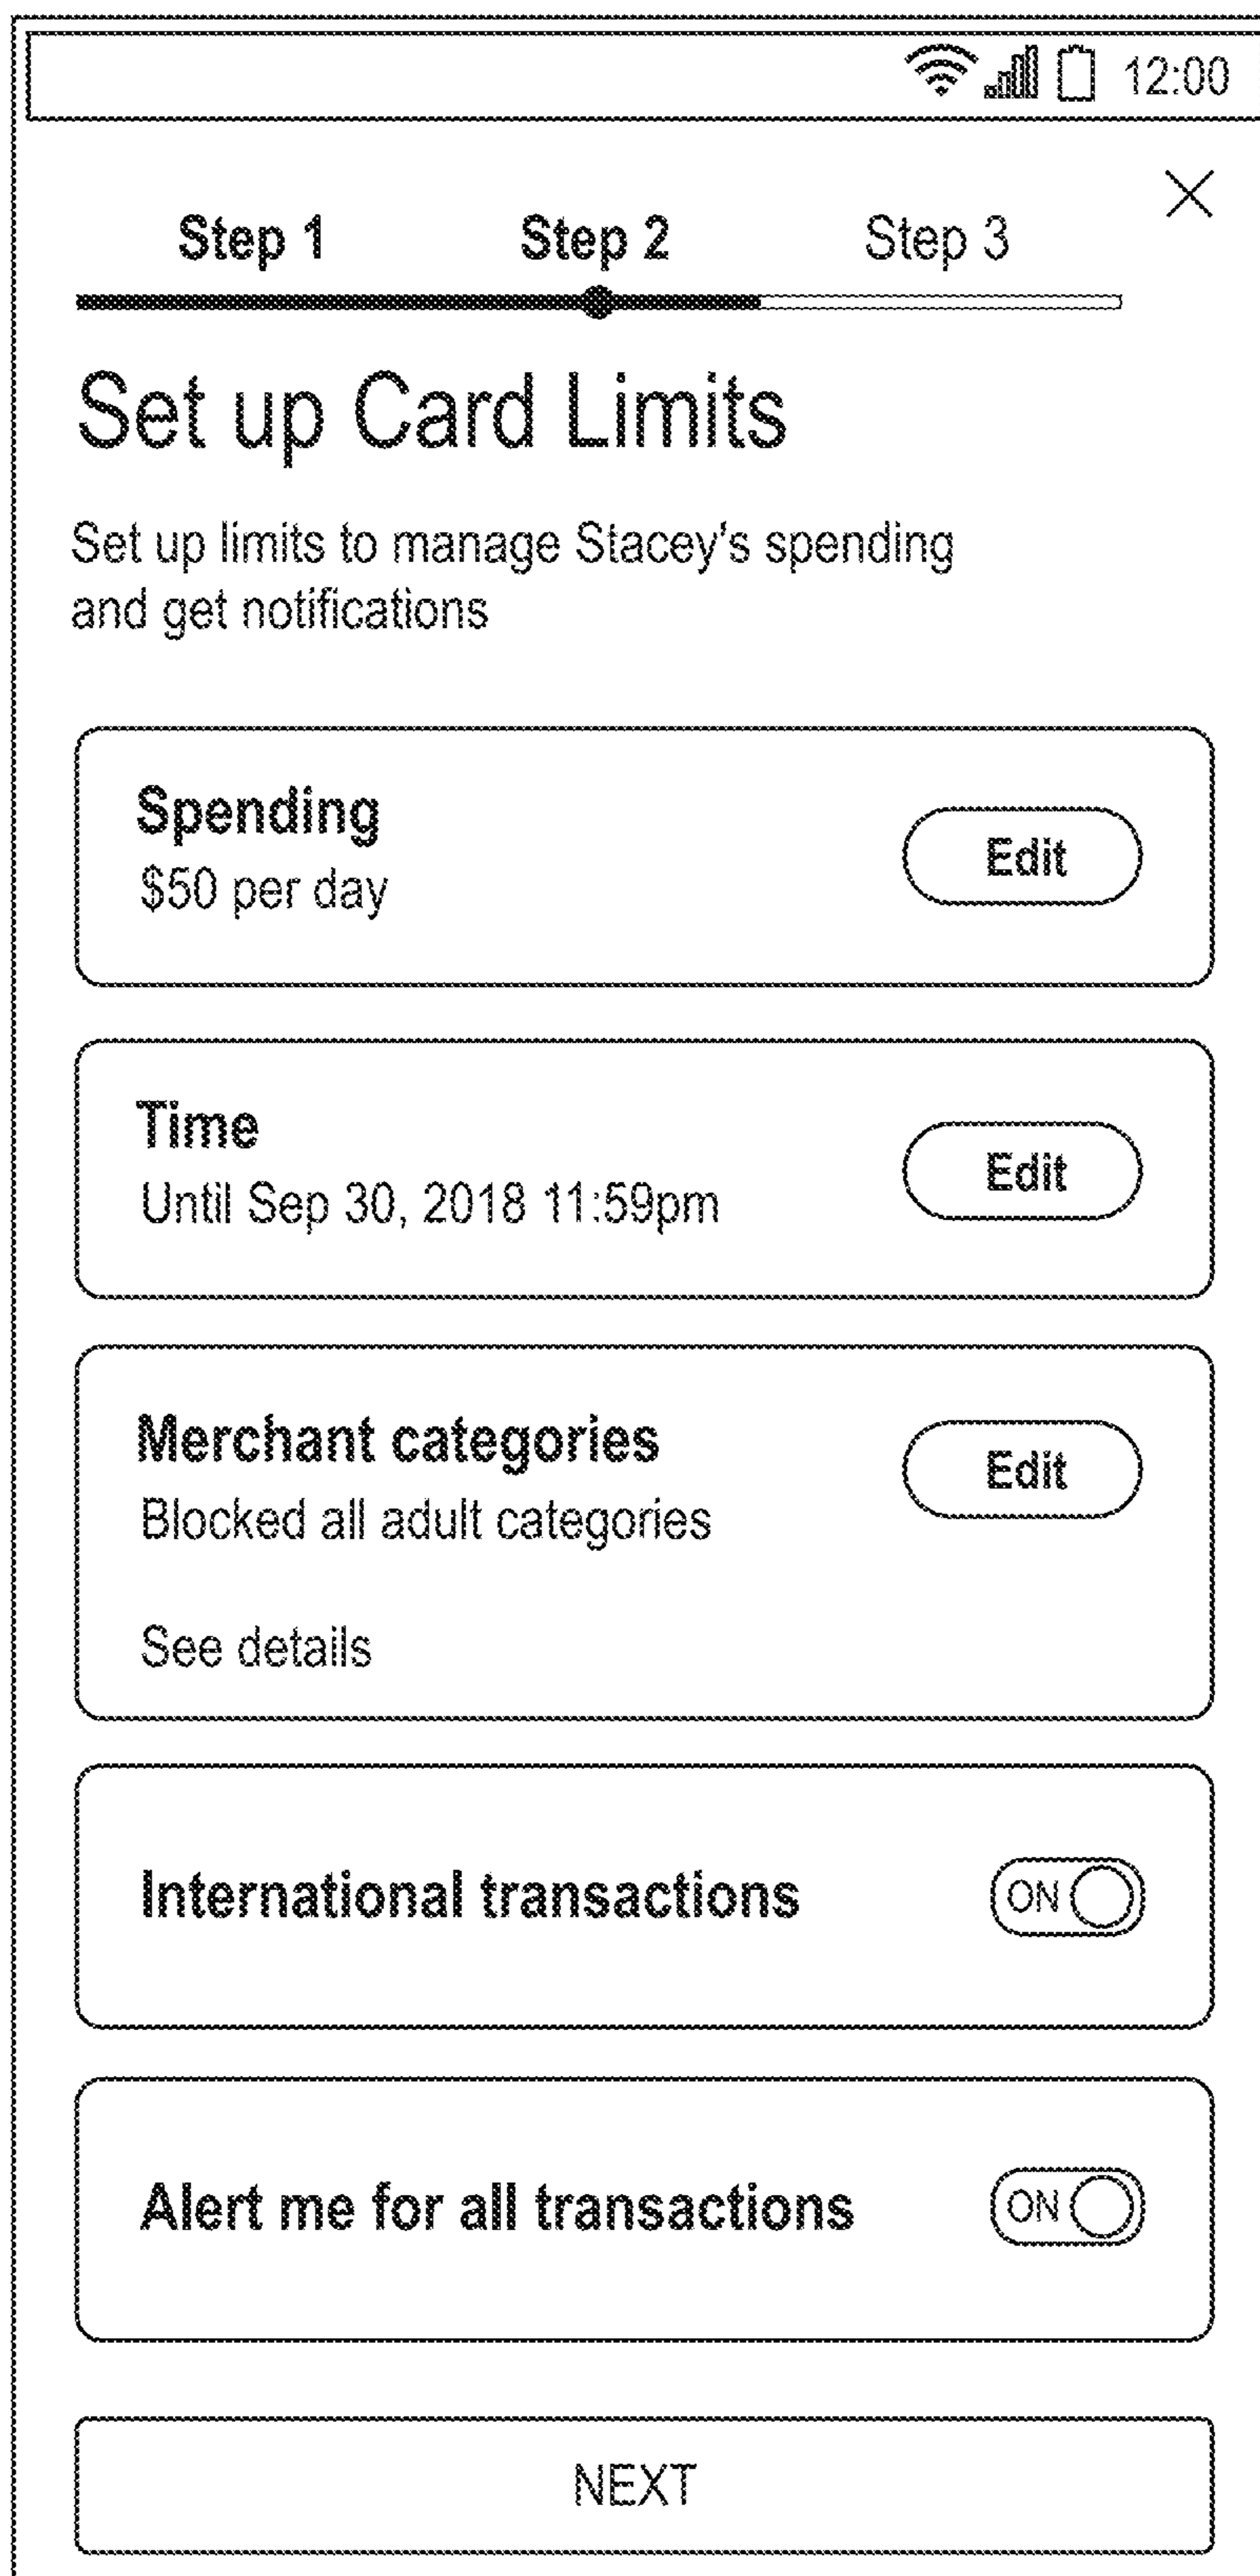 12:00
Step 1 Step 2 Step 3
Set up Card Limits
Set up limits to manage Stacey's spending
and get notifications
Spending
$50 per day
Edit
Time
Until Sep 30, 2018 11:59pm
Edit
Merchant categories
Blocked all adult categories
Edit
See details
International transactions
ON
Alert me for all transactions
ON
NEXT